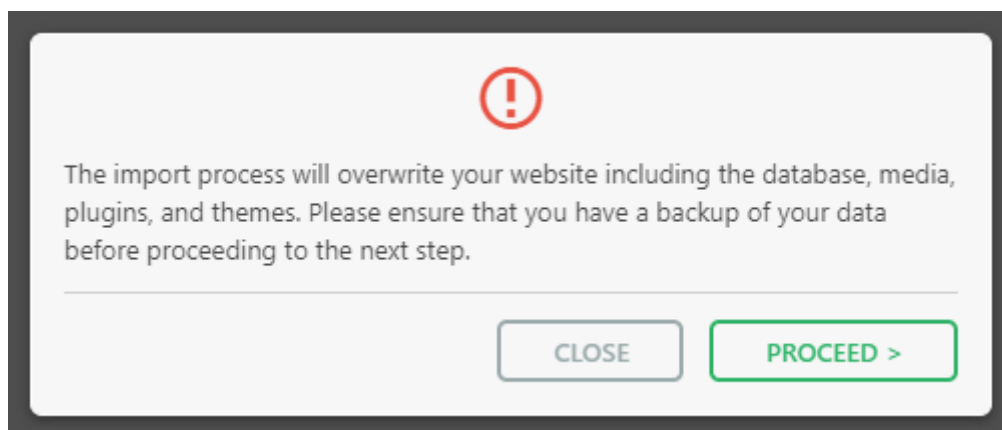 The import process will overwrite your website including the database, media,
plugins, and themes. Please ensure that you have a backup of your data
before proceeding to the next step.
CLOSE
PROCEED >